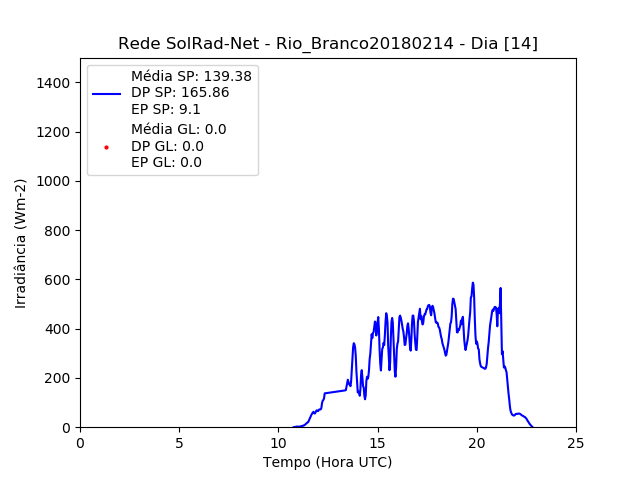 Rede SolRad-Net - Rio_Branco20180214 - Dia [14]
Média SP: 139.38
DP SP: 165.86
EP SP: 9.1
Média GL: 0.0
DP GL: 0.0
EP GL: 0.0
Irradiância (Wm-2)
1400
1200
1000
800
600
400
200
0
0 5 10 15 20 25
Tempo (Hora UTC)